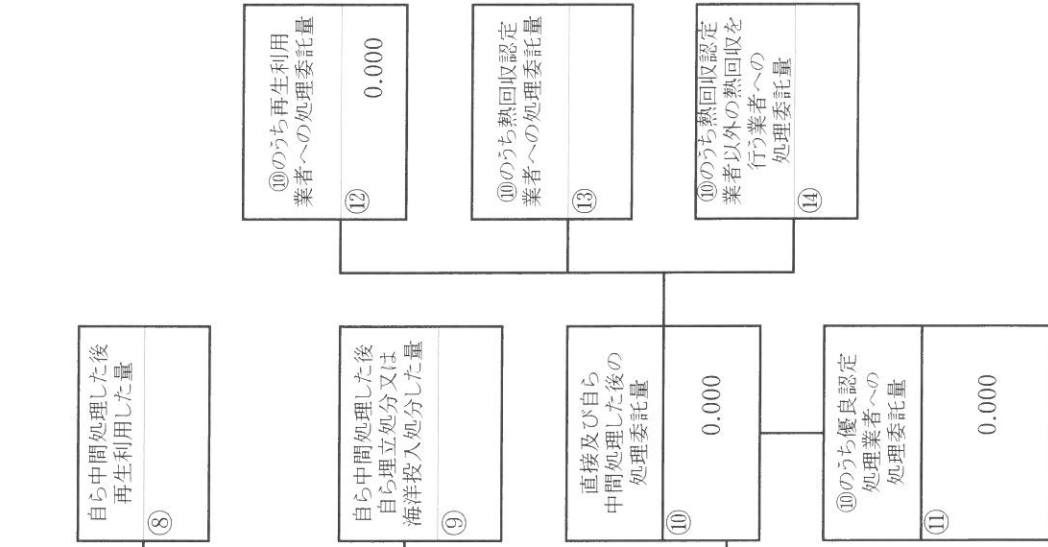 自ら中間処理した後
再生利用した量
⑧
自ら中間処理した後
自ら埋立処分又は
海洋投入処分した量
⑨
直接及び自ら
中間処理した後の
処理委託量
⑩
0.000
⑩のうち優良認定
処理業者への
処理委託量
⑪
0.000
⑩のうち再生利用
業者への処理委託量
⑫
0.000
⑩のうち熱回収認定
業者への処理委託量
⑬
⑩のうち熱回収認定
業者以外の熱回収を
行う業者への
処理委託量
⑭